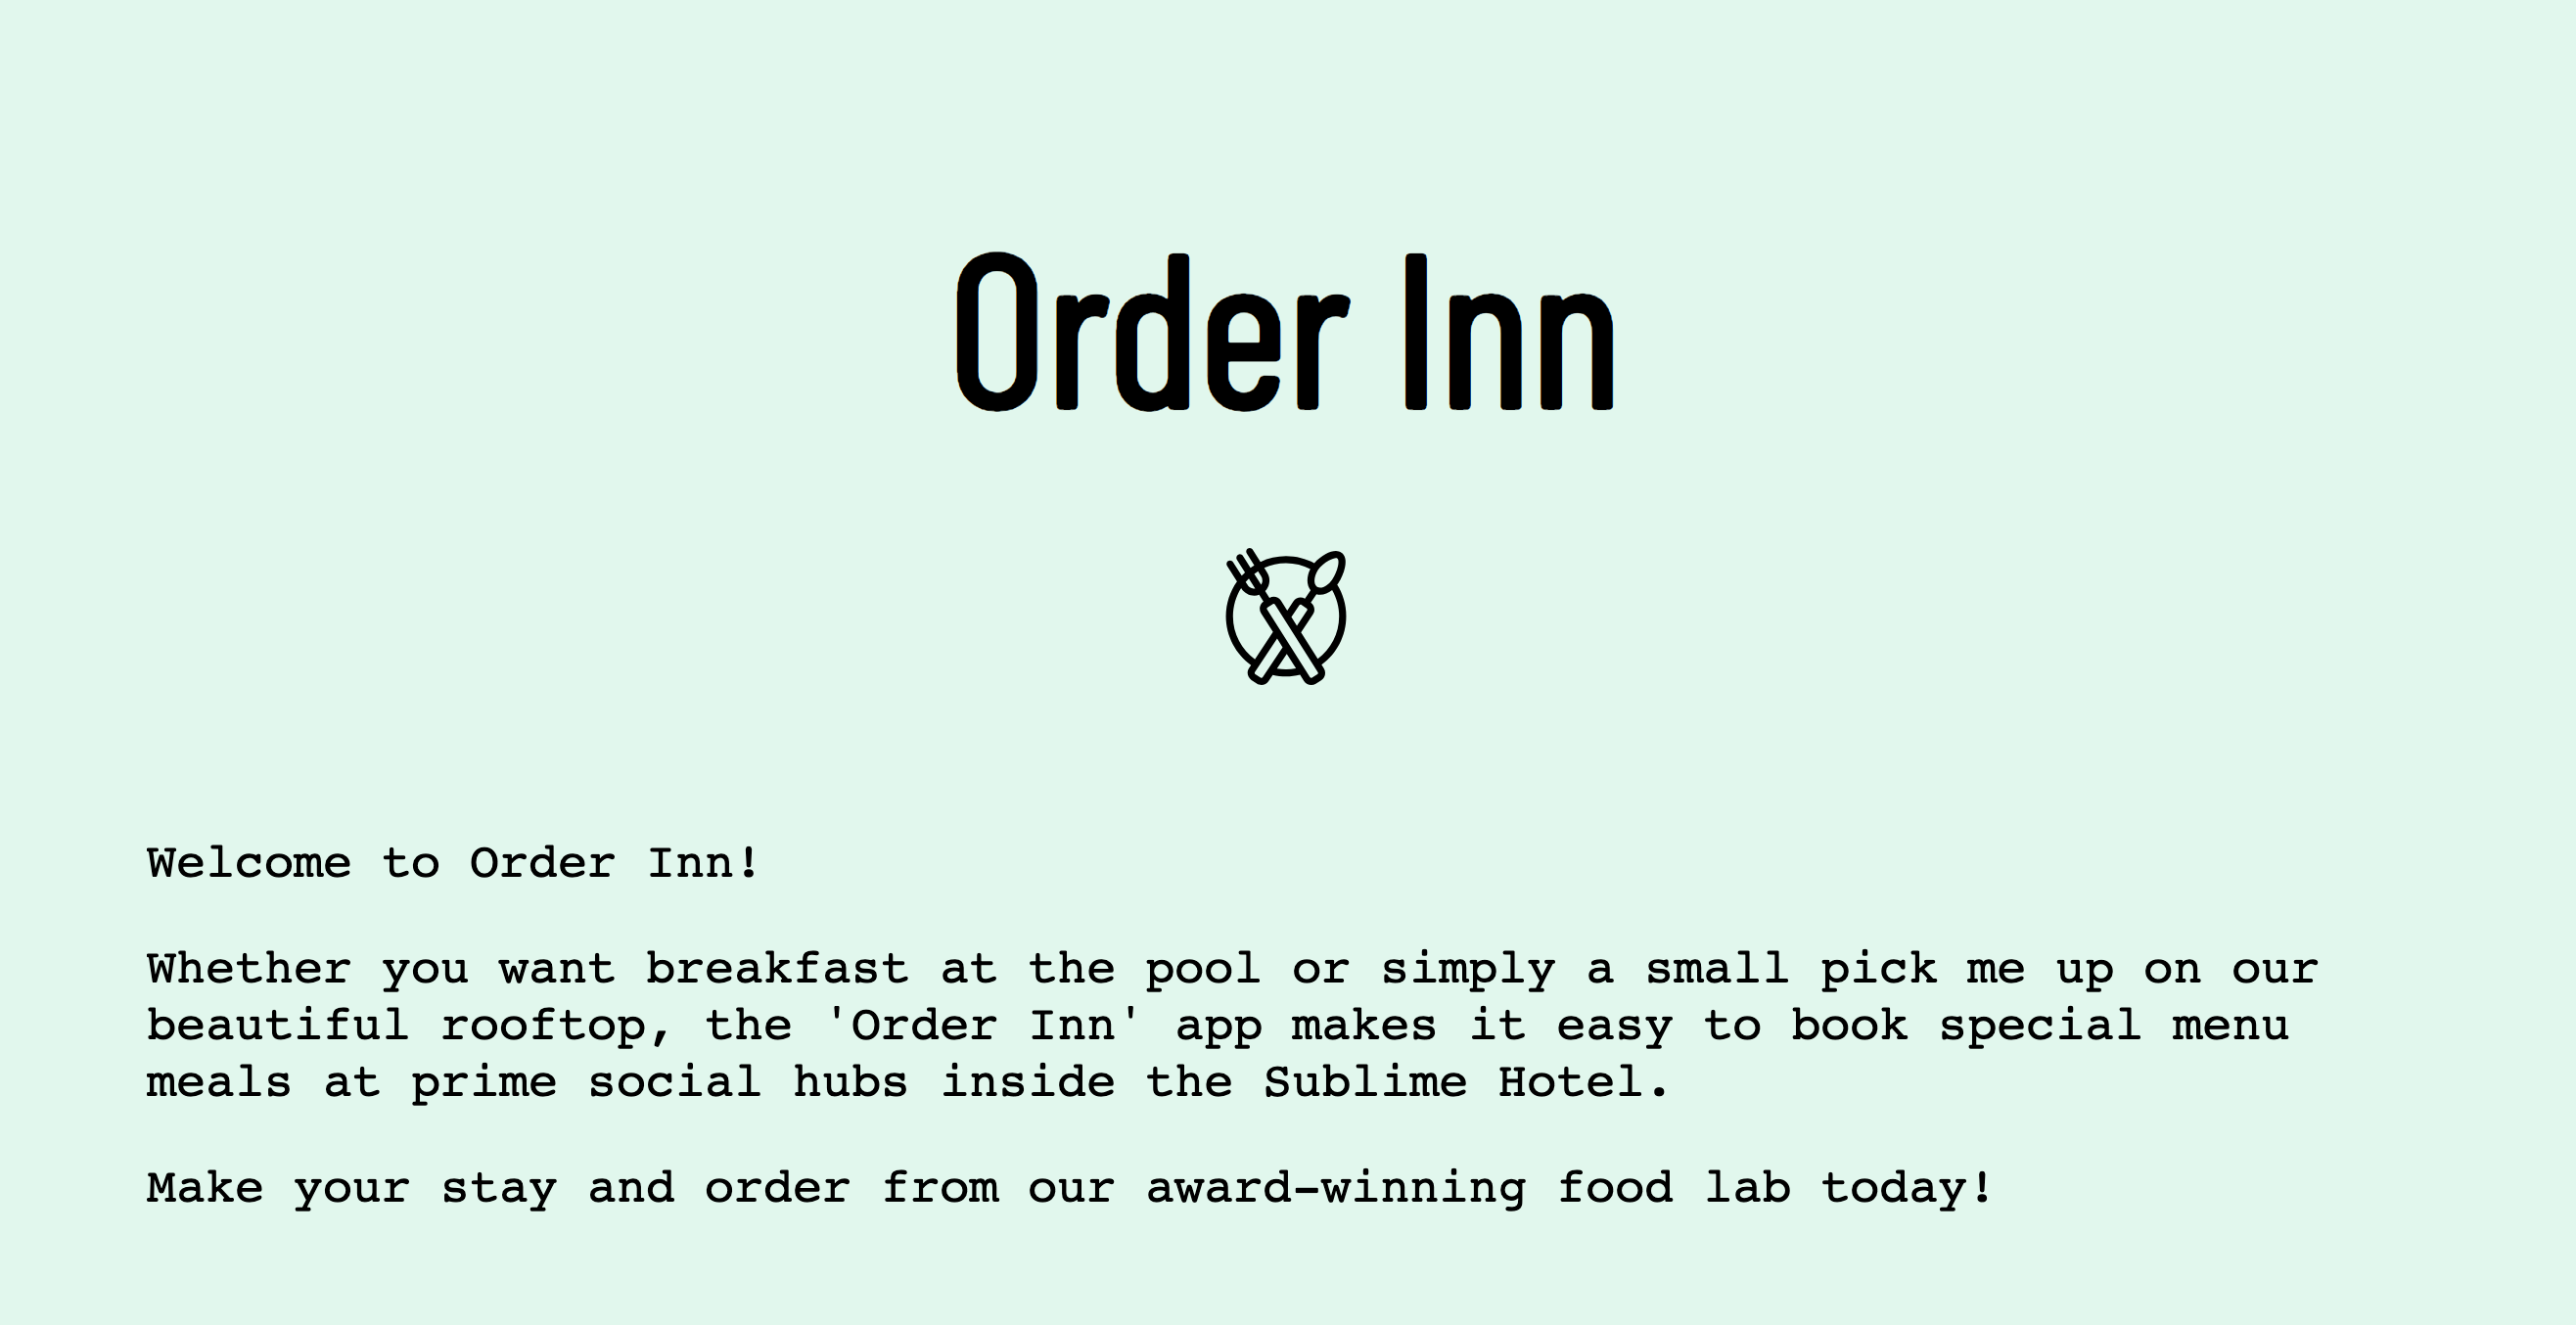 Order Inn
Welcome to Order Inn!
Whether you want breakfast at the pool or simply a small pick me up on our
beautiful rooftop, the 'Order Inn' app makes it easy to book special menu
meals at prime social hubs inside the Sublime Hotel.
Make your stay and order from our award-winning food lab today!